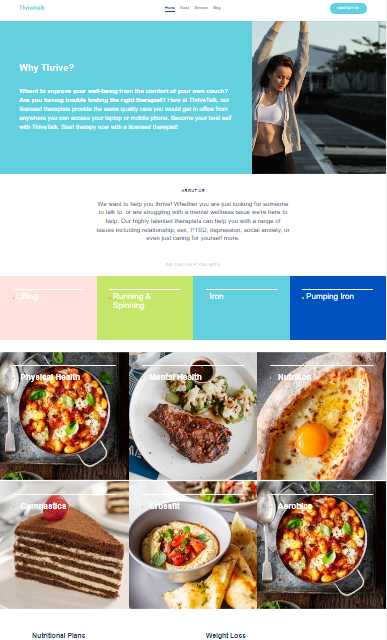 Thrivetalk
Home About Services Blog
CONTACT US
Why Thrive?
Want to improve your well-being from the comfort of your own couch?
Are you having trouble finding the right therapist? Here at ThriveTalk, our
licensed therapists provide the same quality care you would get in office from
anywhere you can access your laptop or mobile phone. Become your best self
with ThriveTalk. Start therapy now with a licensed therapist!
ABOUT US
We want to help you thrive! Whether you are just looking for someone
to talk to, or are struggling with a mental wellness issue we're here to
help. Our highly talented therapists can help you with a range of
issues including relationship, sex, PTSD, depression, social anxiety, or
even just caring for yourself more.
WE CAN HELP YOU WITH
Lifting
Running &
Spinning
Iron
Pumping Iron
Physical Health
Mental Health
Nutrition
Gymnastics
Crossfit
Aerobics
Nutritional Plans
Weight Loss